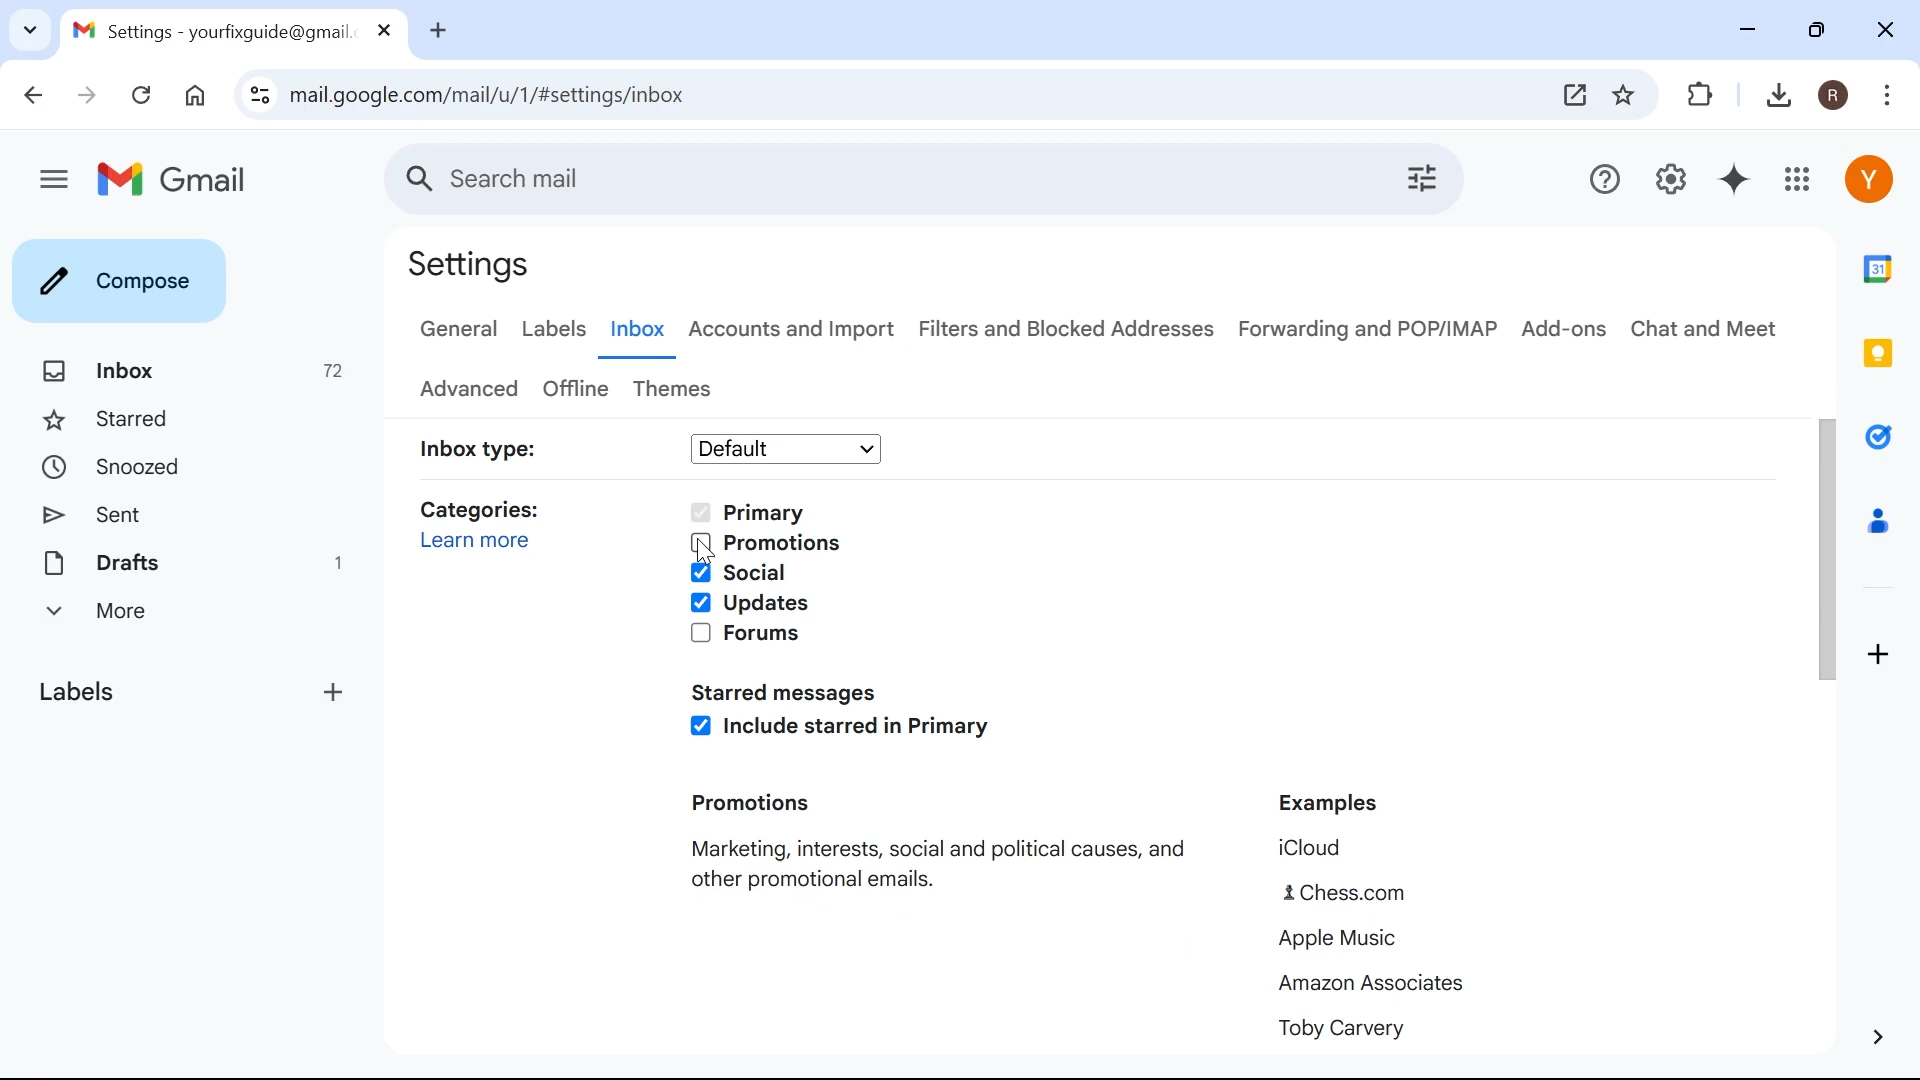 Settings - yourfixguide@gmail.c
mail.google.com/mail/u/1/#settings/inbox
R
Gmail
Search mail
Y
Compose
Inbox 72
Starred
Snoozed
Sent
Drafts 1
More
Labels
Settings
General Labels Inbox Accounts and Import Filters and Blocked Addresses Forwarding and POP/IMAP Add-ons Chat and Meet
Advanced Offline Themes
Inbox type: Default
Categories:
Learn more
Primary
Promotions
Social
Updates
Forums
Starred messages
Include starred in Primary
Promotions
Marketing, interests, social and political causes, and
other promotional emails.
Examples
iCloud
Chess.com
Apple Music
Amazon Associates
Toby Carvery
31